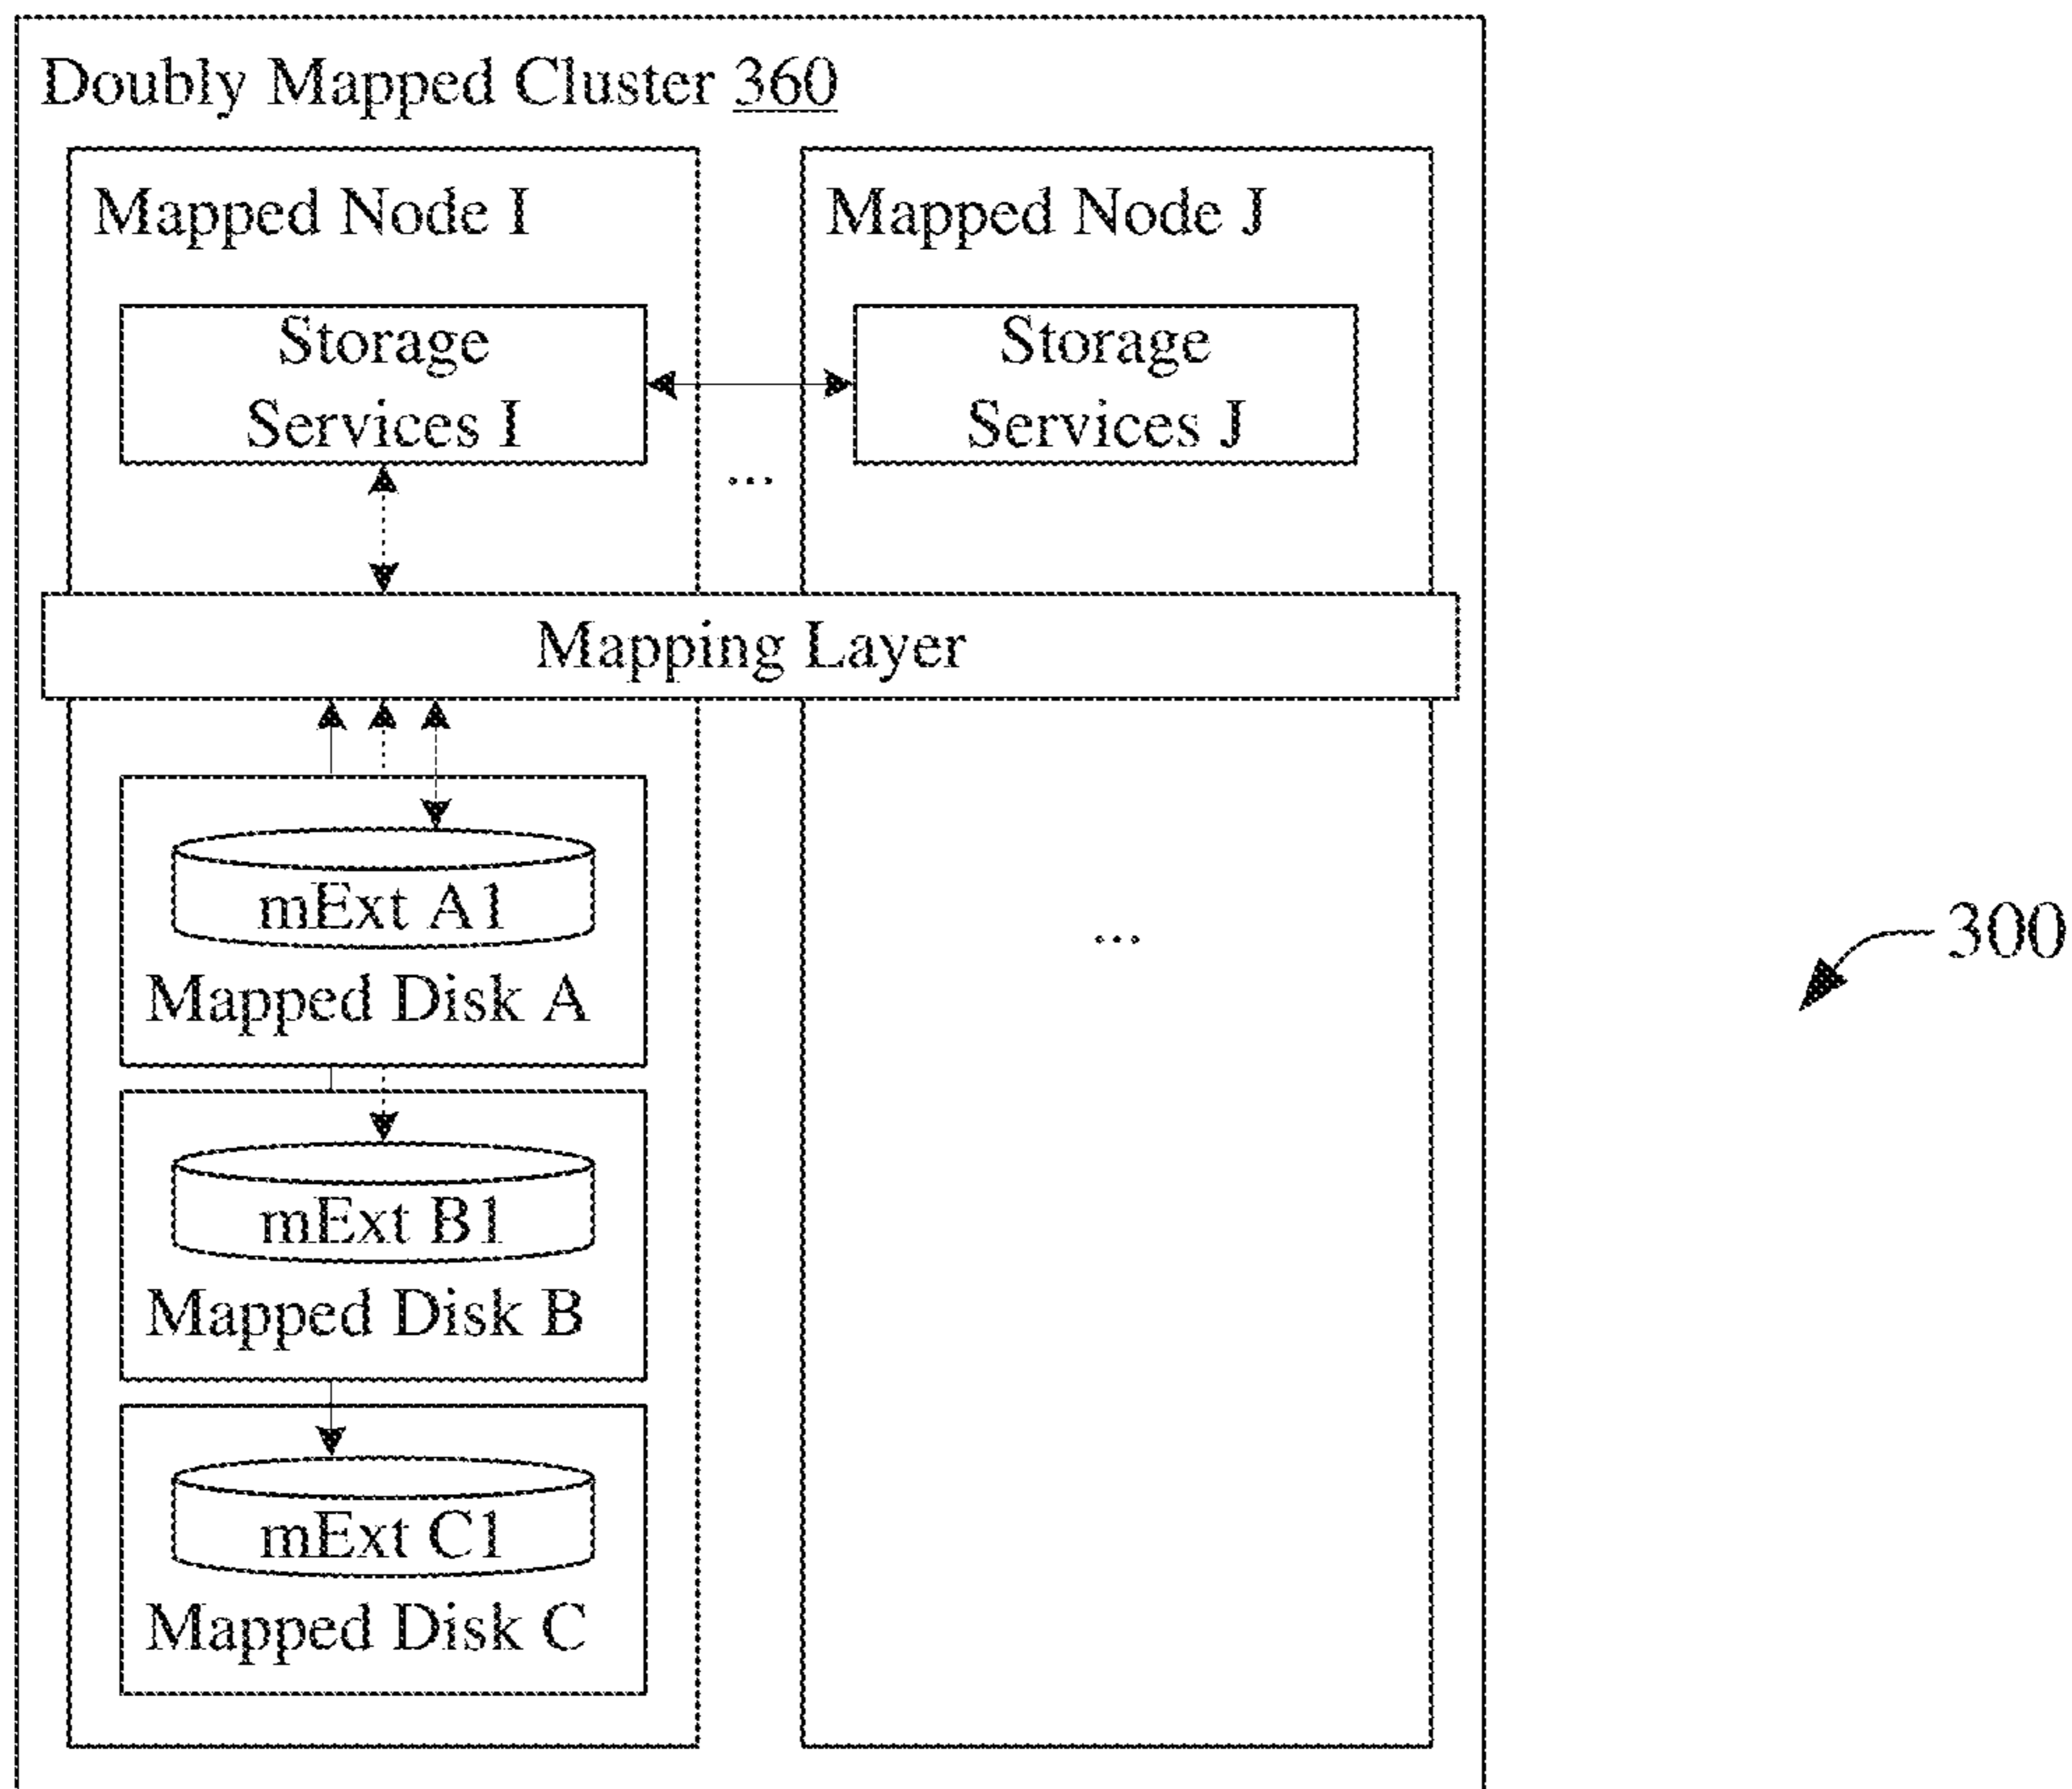 Doubly Mapped Cluster 360
Mapped Node I
Mapped Node J
Storage
Services I
Storage
Services J
...
Mapping Layer
mExt A1
Mapped Disk A
...
300
mExt B1
Mapped Disk B
mExt C1
Mapped Disk C